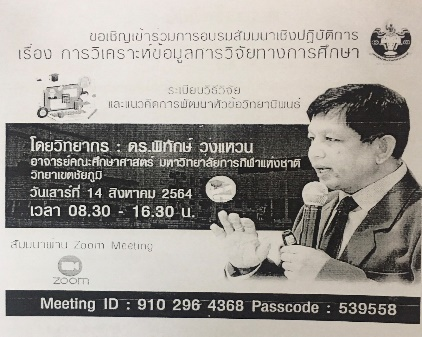 ขอเชิญเข้าร่วมการอบรมสัมมนาเชิงปฏิบัติการ
เรื่อง การวิเคราะห์ข้อมูลการวิจัยทางการศึกษา
ระเบียบวิธีวิจัย
และแนวคิดการพัฒนาหัวข้อวิทยานิพนธ์
โดยวิทยากร : ดร.พิทักษ์ วงแหวน
อาจารย์คณะศึกษาศาสตร์ มหาวิทยาลัยการกีฬาแห่งชาติ
วิทยาเขตชัยภูมิ
วันเสาร์ที่ 14 สิงหาคม 2564
เวลา 08.30 - 16.30 น.
สัมมนาผ่าน Zoom Meeting
zoom
Meeting ID : 910 296 4368 Passcode : 539558